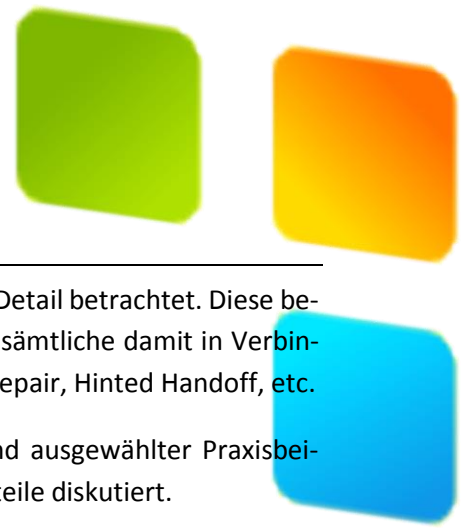 Detail betrachtet. Diese be-
sämtliche damit in Verbin-
epair, Hinted Handoff, etc.
nd ausgewählter Praxisbei-
teile diskutiert.